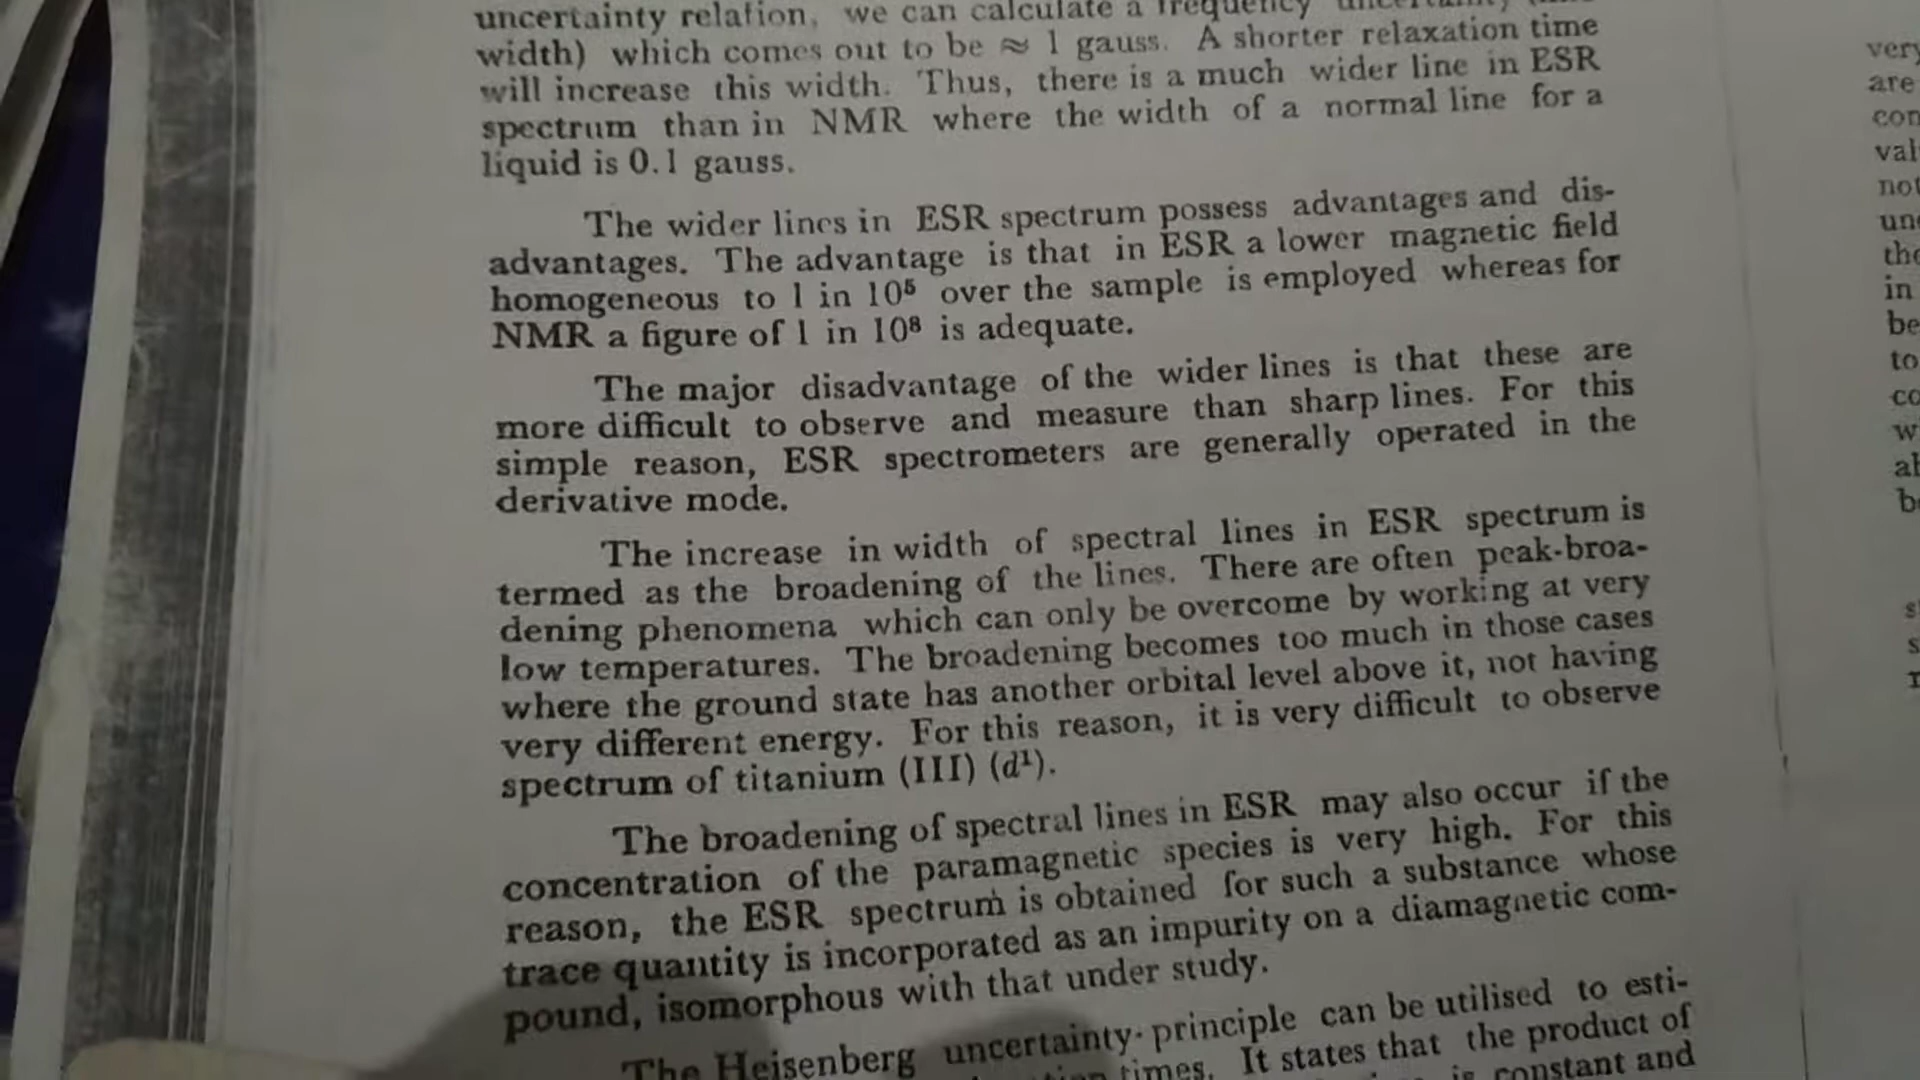 uncertainty relation, we can calculate a frequency
width) which comes out to be ≈ 1 gauss. A shorter relaxation time
will increase this width. Thus, there is a much wider line in ESR
spectrum than in NMR where the width of a normal line for a
liquid is 0.1 gauss.
The wider lines in ESR spectrum possess advantages and dis-
advantages. The advantage is that in ESR a lower magnetic field
homogeneous to 1 in 10⁵ over the sample is employed whereas for
NMR a figure of 1 in 10⁸ is adequate.
The major disadvantage of the wider lines is that these are
more difficult to observe and measure than sharp lines. For this
simple reason, ESR spectrometers are generally operated in the
derivative mode.
The increase in width of spectral lines in ESR spectrum is
termed as the broadening of the lines. There are often peak-broa-
dening phenomena which can only be overcome by working at very
low temperatures. The broadening becomes too much in those cases
where the ground state has another orbital level above it, not having
very different energy. For this reason, it is very difficult to observe
spectrum of titanium (III) (d¹).
The broadening of spectral lines in ESR may also occur if the
concentration of the paramagnetic species is very high. For this
reason, the ESR spectrum is obtained for such a substance whose
trace quantity is incorporated as an impurity on a diamagnetic com-
pound, isomorphous with that under study.
The Heisenberg uncertainty-principle can be utilised to esti-
times. It states that the product of
is constant and
very
are
con
val
not
und
the
in
be
to
co
w
ab
b
s
s